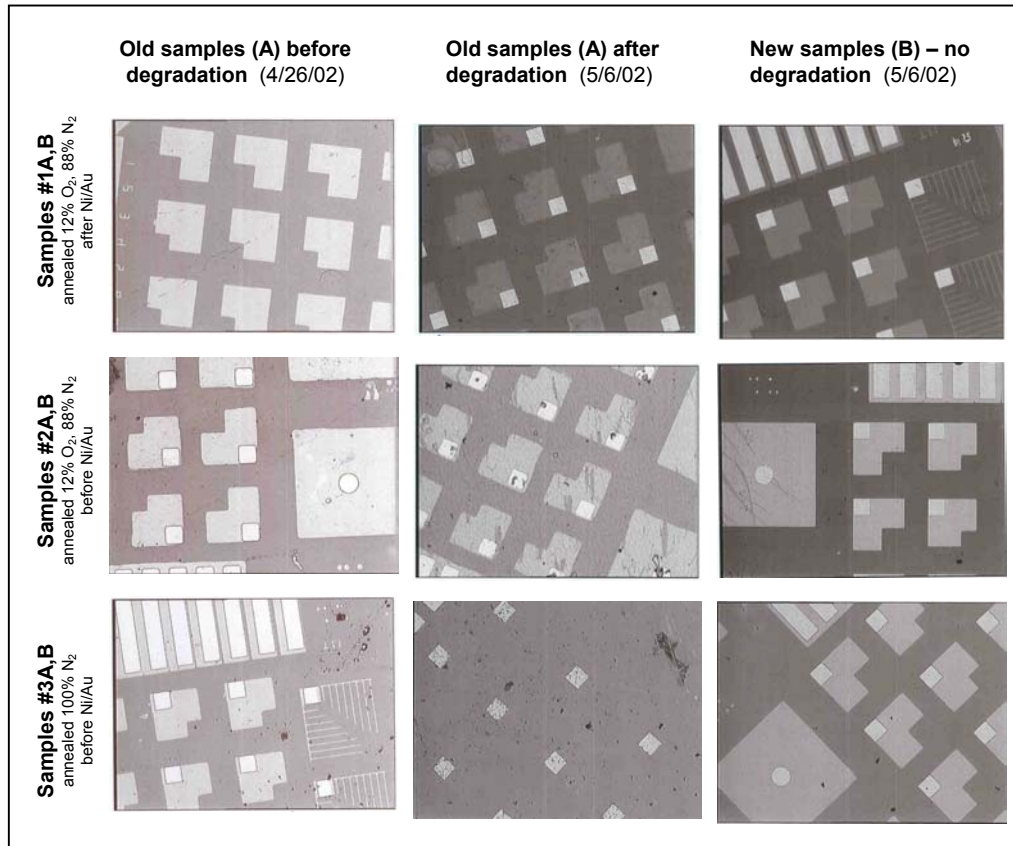 Old samples (A) before
degradation (4/26/02)
Old samples (A) after
degradation (5/6/02)
New samples (B) – no
degradation (5/6/02)
Samples #1A,B
annealed 12% O₂, 88% N₂
after Ni/Au
Samples #2A,B
annealed 12% O₂, 88% N₂
before Ni/Au
Samples #3A,B
annealed 100% N₂
before Ni/Au